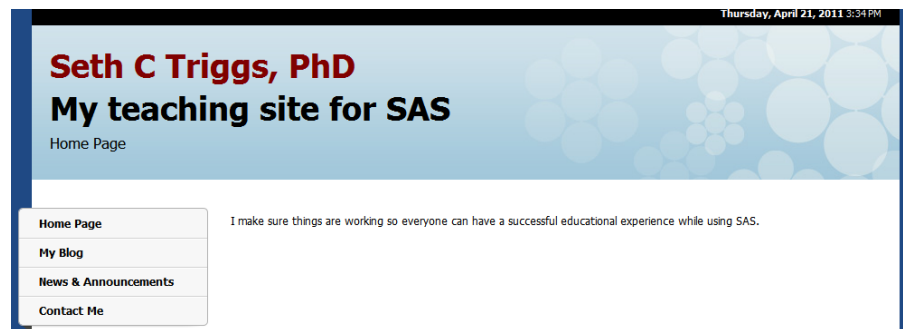 Thursday, April 21, 2011 3:34 PM
Seth C Triggs, PhD
My teaching site for SAS
Home Page
Home Page
I make sure things are working so everyone can have a successful educational experience while using SAS.
My Blog
News & Announcements
Contact Me